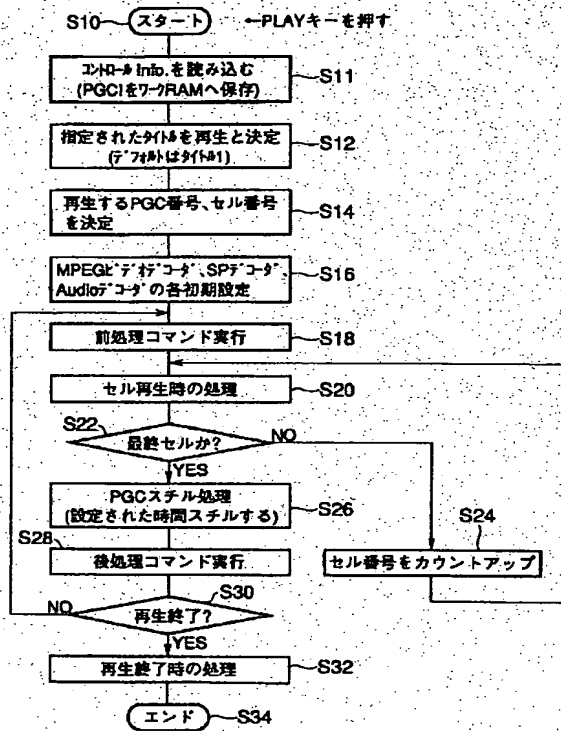 S10 スタート ←PLAYキーを押す
コントロール Info.を読み込む
(PGCIをワークRAMへ保存)
S11
指定されたタイトルを再生と決定
(デフォルトはタイトル1)
S12
再生するPGC番号、セル番号
を決定
S14
MPEGビデオデコーダ、SPデコーダ、
Audioデコーダの各初期設定
S16
前処理コマンド実行
S18
セル再生時の処理
S20
S22
最終セルか?
NO
YES
PGCスチル処理
(設定された時間スチルする)
S26
S24
セル番号をカウントアップ
S28
後処理コマンド実行
S30
再生終了?
NO
YES
再生終了時の処理
S32
エンド
S34